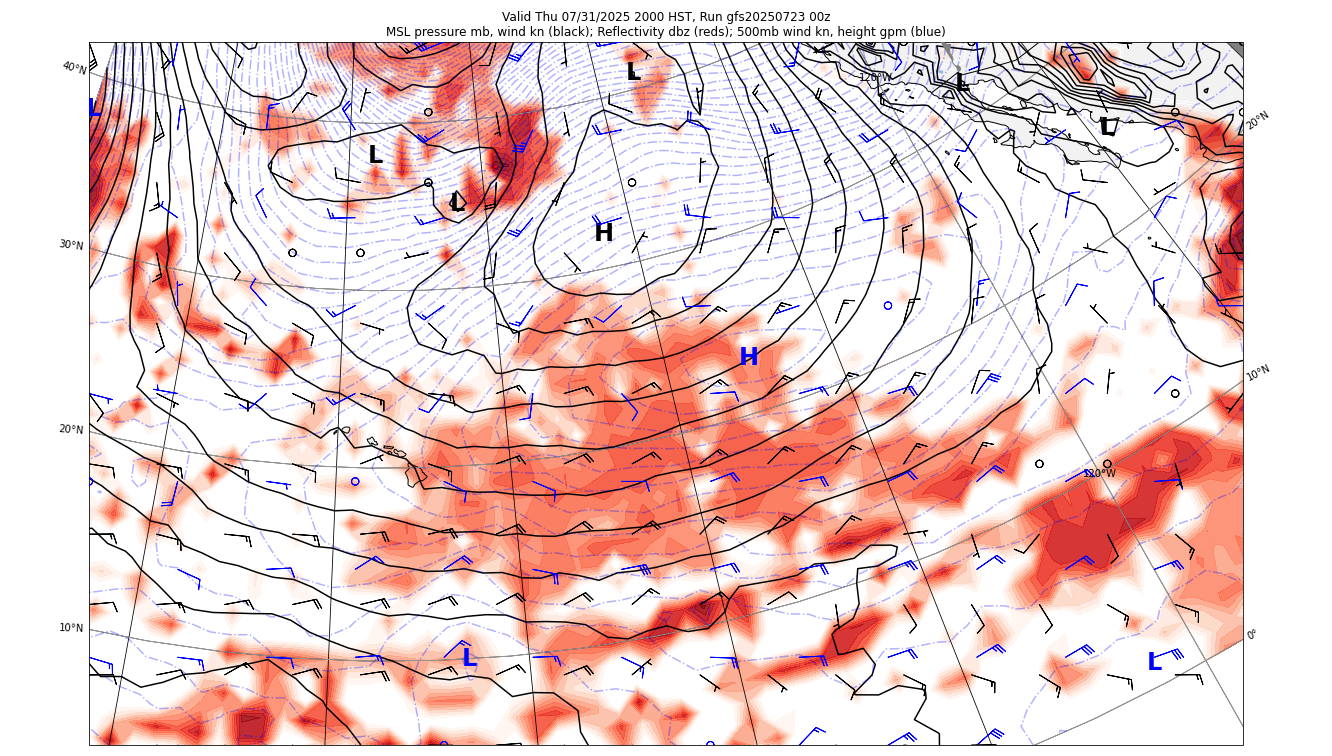 Valid Thu 07/31/2025 2000 HST, Run gfs20250723 00z
MSL pressure mb, wind kn (black); Reflectivity dbz (reds); 500mb wind kn, height gpm (blue)
40°N
120°W
L
L
L
L
20°N
L
L
L
H
30°N
H
10°N
20°N
120°W
10°N
0°
L
L